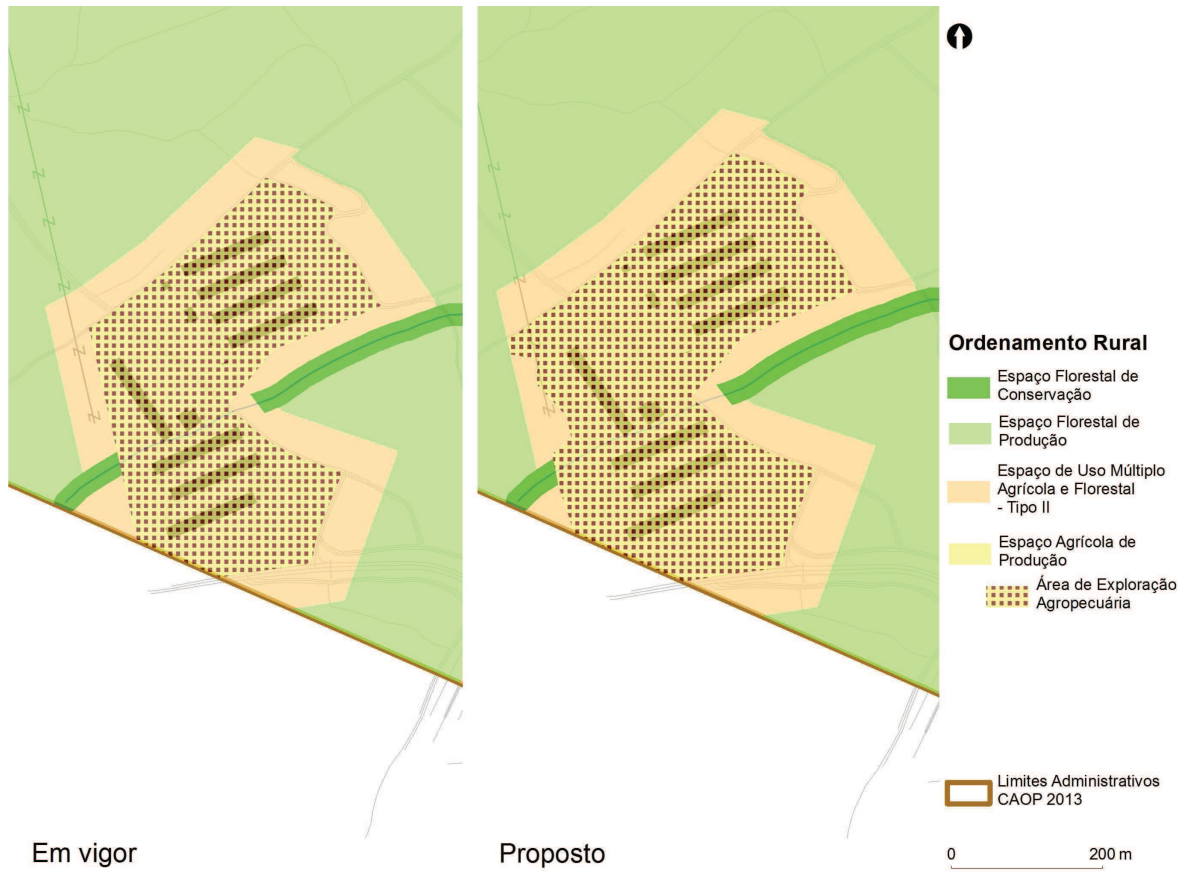 Ordenamento Rural
Espaço Florestal de
Conservação
Espaço Florestal de
Produção
Espaço de Uso Múltiplo
Agrícola e Florestal
- Tipo II
Espaço Agrícola de
Produção
Área de Exploração
Agropecuária
Limites Administrativos
CAOP 2013
0 200 m
Em vigor
Proposto